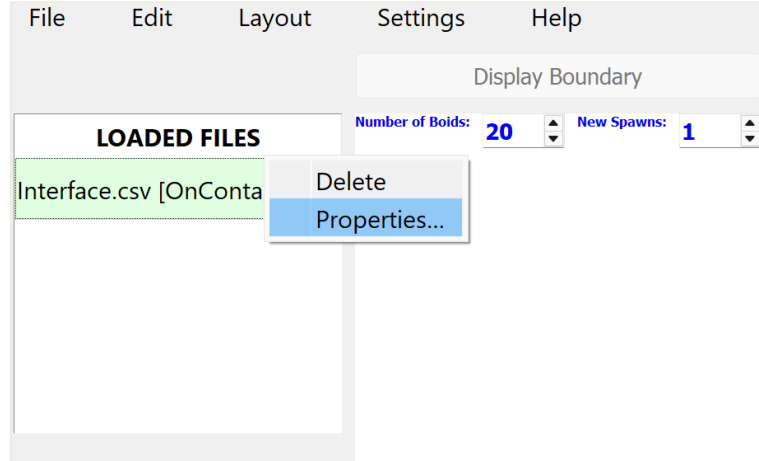 File Edit Layout Settings Help
Display Boundary
LOADED FILES
Number of Boids: 20 New Spawns: 1
Interface.csv [OnConta
Delete
Properties...